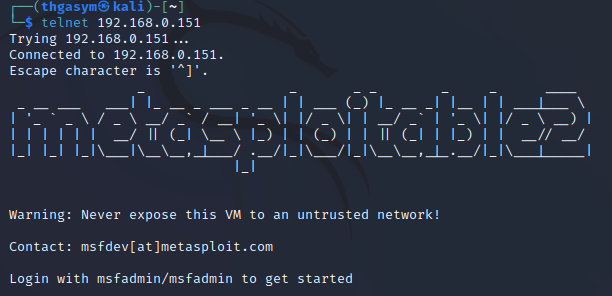 (thgasym㉿kali)-[~]
$ telnet 192.168.0.151
Trying 192.168.0.151...
Connected to 192.168.0.151.
Escape character is '^]'.
metasploitable2
Warning: Never expose this VM to an untrusted network!
Contact: msfdev[at]metasploit.com
Login with msfadmin/msfadmin to get started